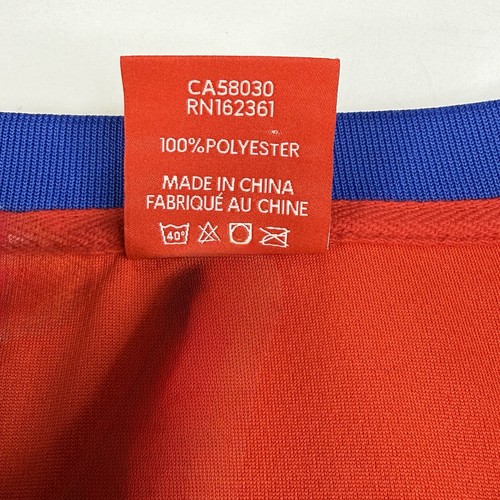 CA58030
RN162361
100%POLYESTER
MADE IN CHINA
FABRIQUÉ AU CHINE
40°